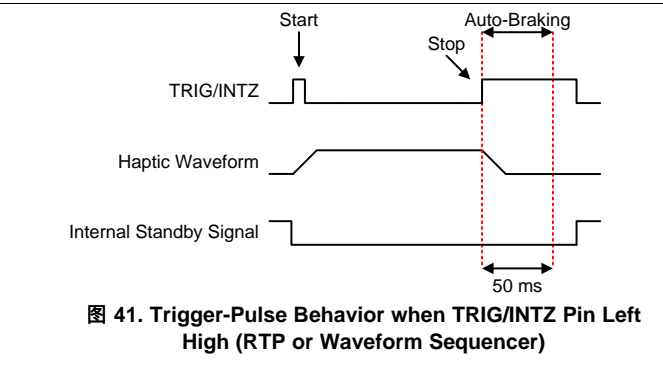 Start
Auto-Braking
Stop
TRIG/INTZ
Haptic Waveform
Internal Standby Signal
50 ms
图 41. Trigger-Pulse Behavior when TRIG/INTZ Pin Left
High (RTP or Waveform Sequencer)